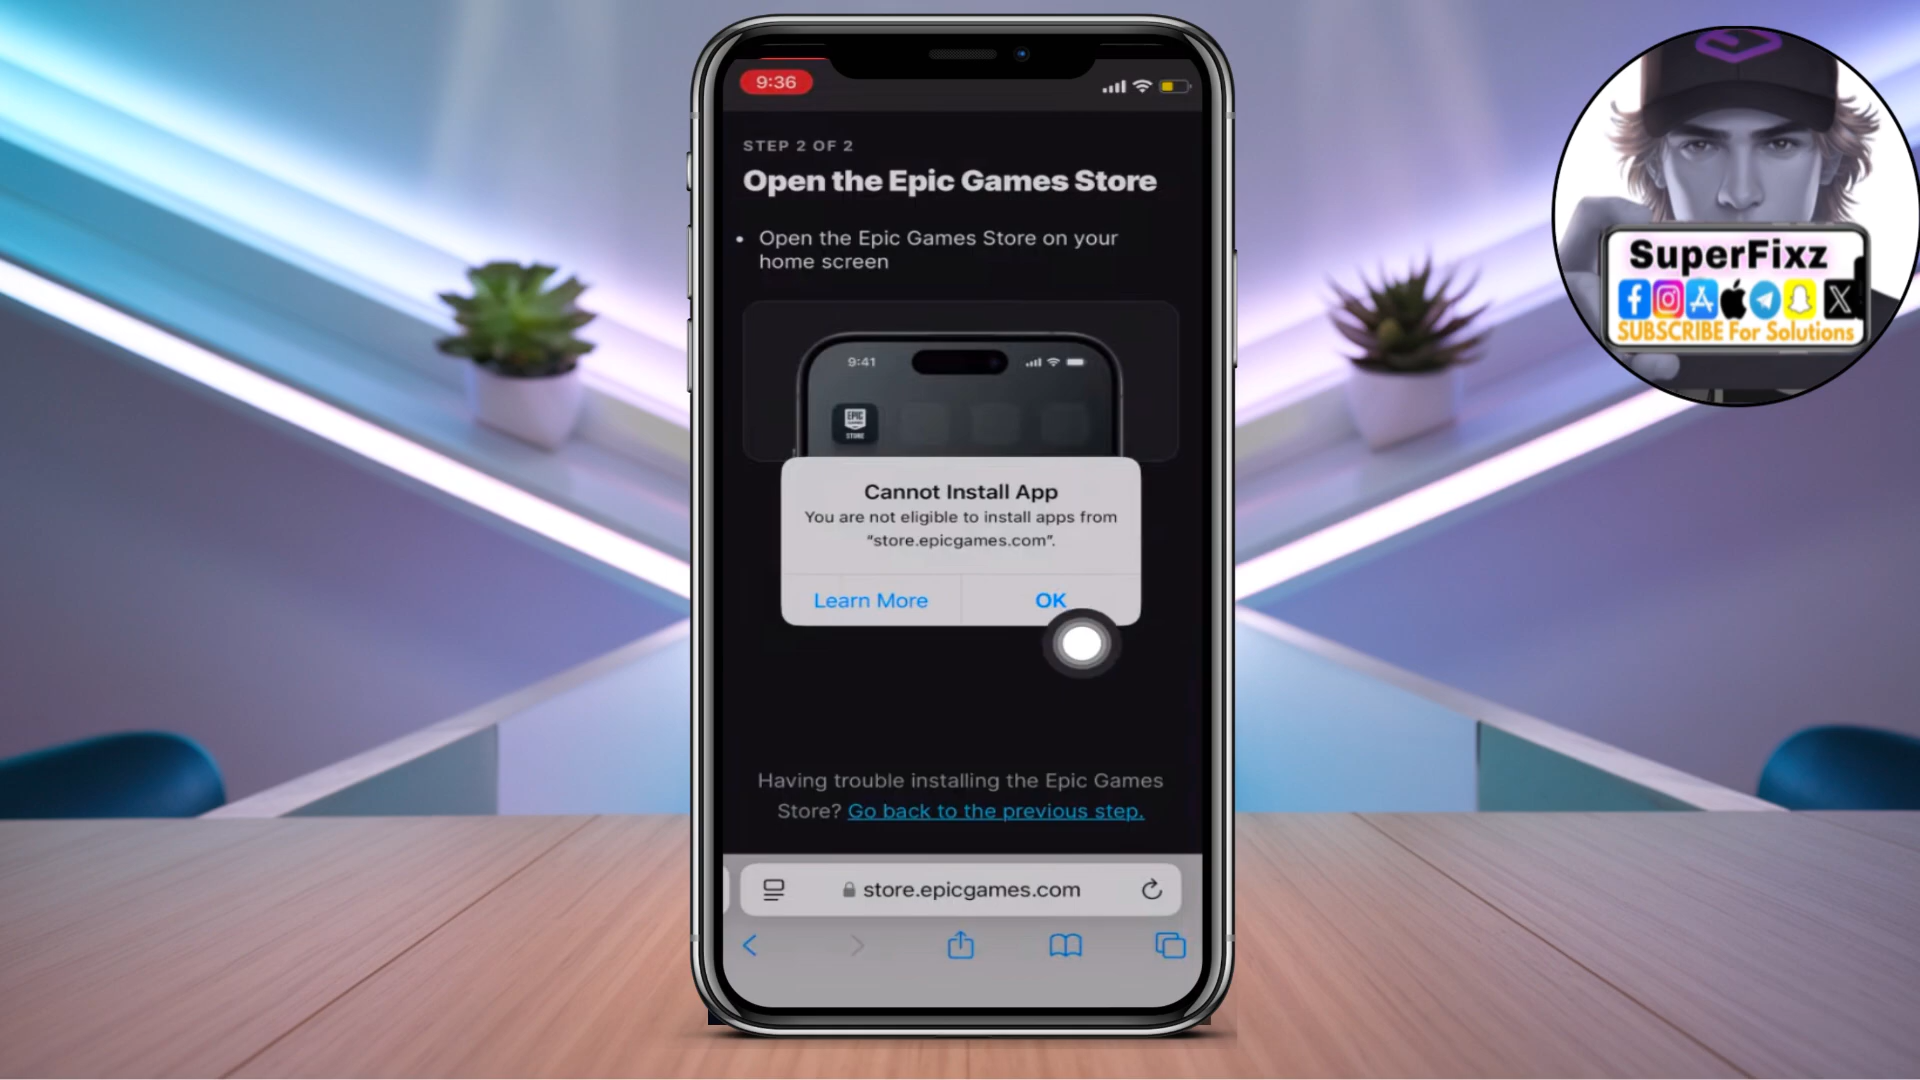 9:36
STEP 2 OF 2
Open the Epic Games Store
• Open the Epic Games Store on your
home screen
9:41
EPIC
GAMES
STORE
Cannot Install App
You are not eligible to install apps from
"store.epicgames.com".
Learn More
OK
Having trouble installing the Epic Games
Store? Go back to the previous step.
store.epicgames.com
SuperFixz
SUBSCRIBE For Solutions